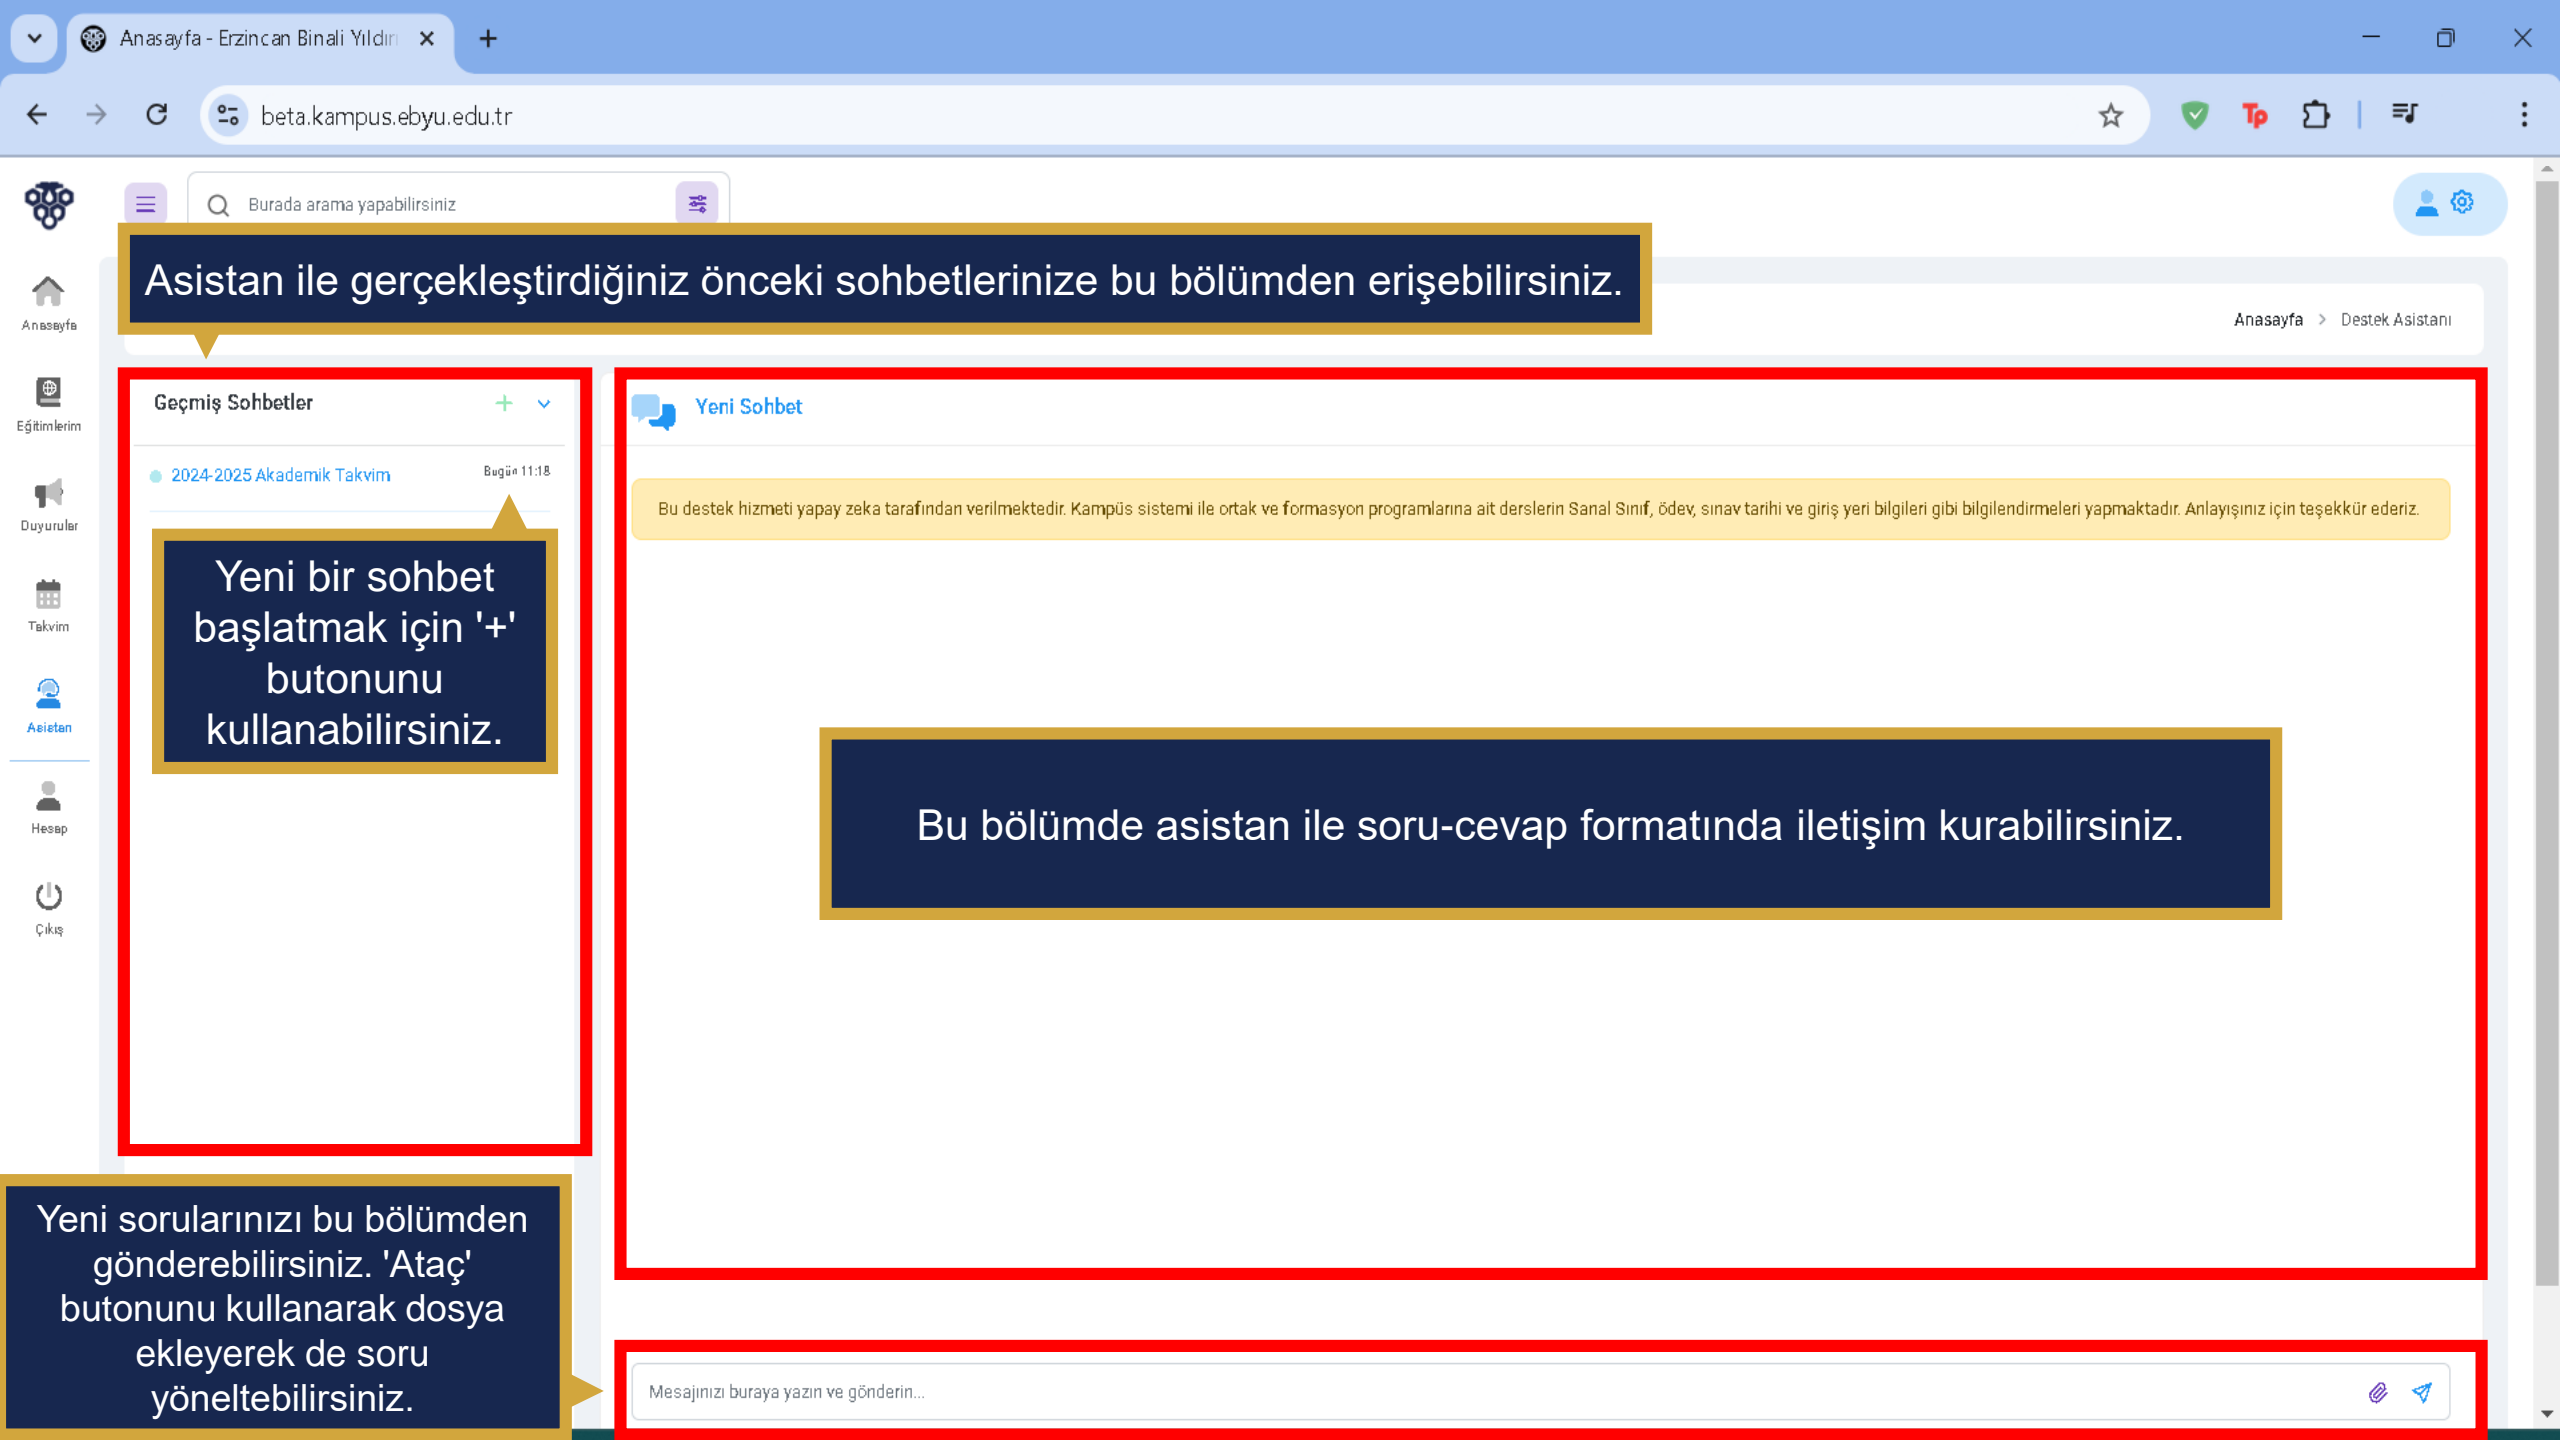 Anasayfa - Erzincan Binali Yıldırı
beta.kampus.ebyu.edu.tr
Burada arama yapabilirsiniz
Asistan ile gerçekleştirdiğiniz önceki sohbetlerinize bu bölümden erişebilirsiniz.
Anasayfa > Destek Asistanı
Anasayfa
Eğitimlerim
Duyurular
Takvim
Asistan
Hesap
Çıkış
Geçmiş Sohbetler
2024-2025 Akademik Takvim Bugün 11:18
Yeni bir sohbet
başlatmak için '+'
butonunu
kullanabilirsiniz.
Yeni Sohbet
Bu destek hizmeti yapay zeka tarafından verilmektedir. Kampüs sistemi ile ortak ve formasyon programlarına ait derslerin Sanal Sınıf, ödev, sınav tarihi ve giriş yeri bilgileri gibi bilgilendirmeleri yapmaktadır. Anlayışınız için teşekkür ederiz.
Bu bölümde asistan ile soru-cevap formatında iletişim kurabilirsiniz.
Yeni sorularınızı bu bölümden
gönderebilirsiniz. 'Ataç'
butonunu kullanarak dosya
ekleyerek de soru
yöneltebilirsiniz.
Mesajınızı buraya yazın ve gönderin...